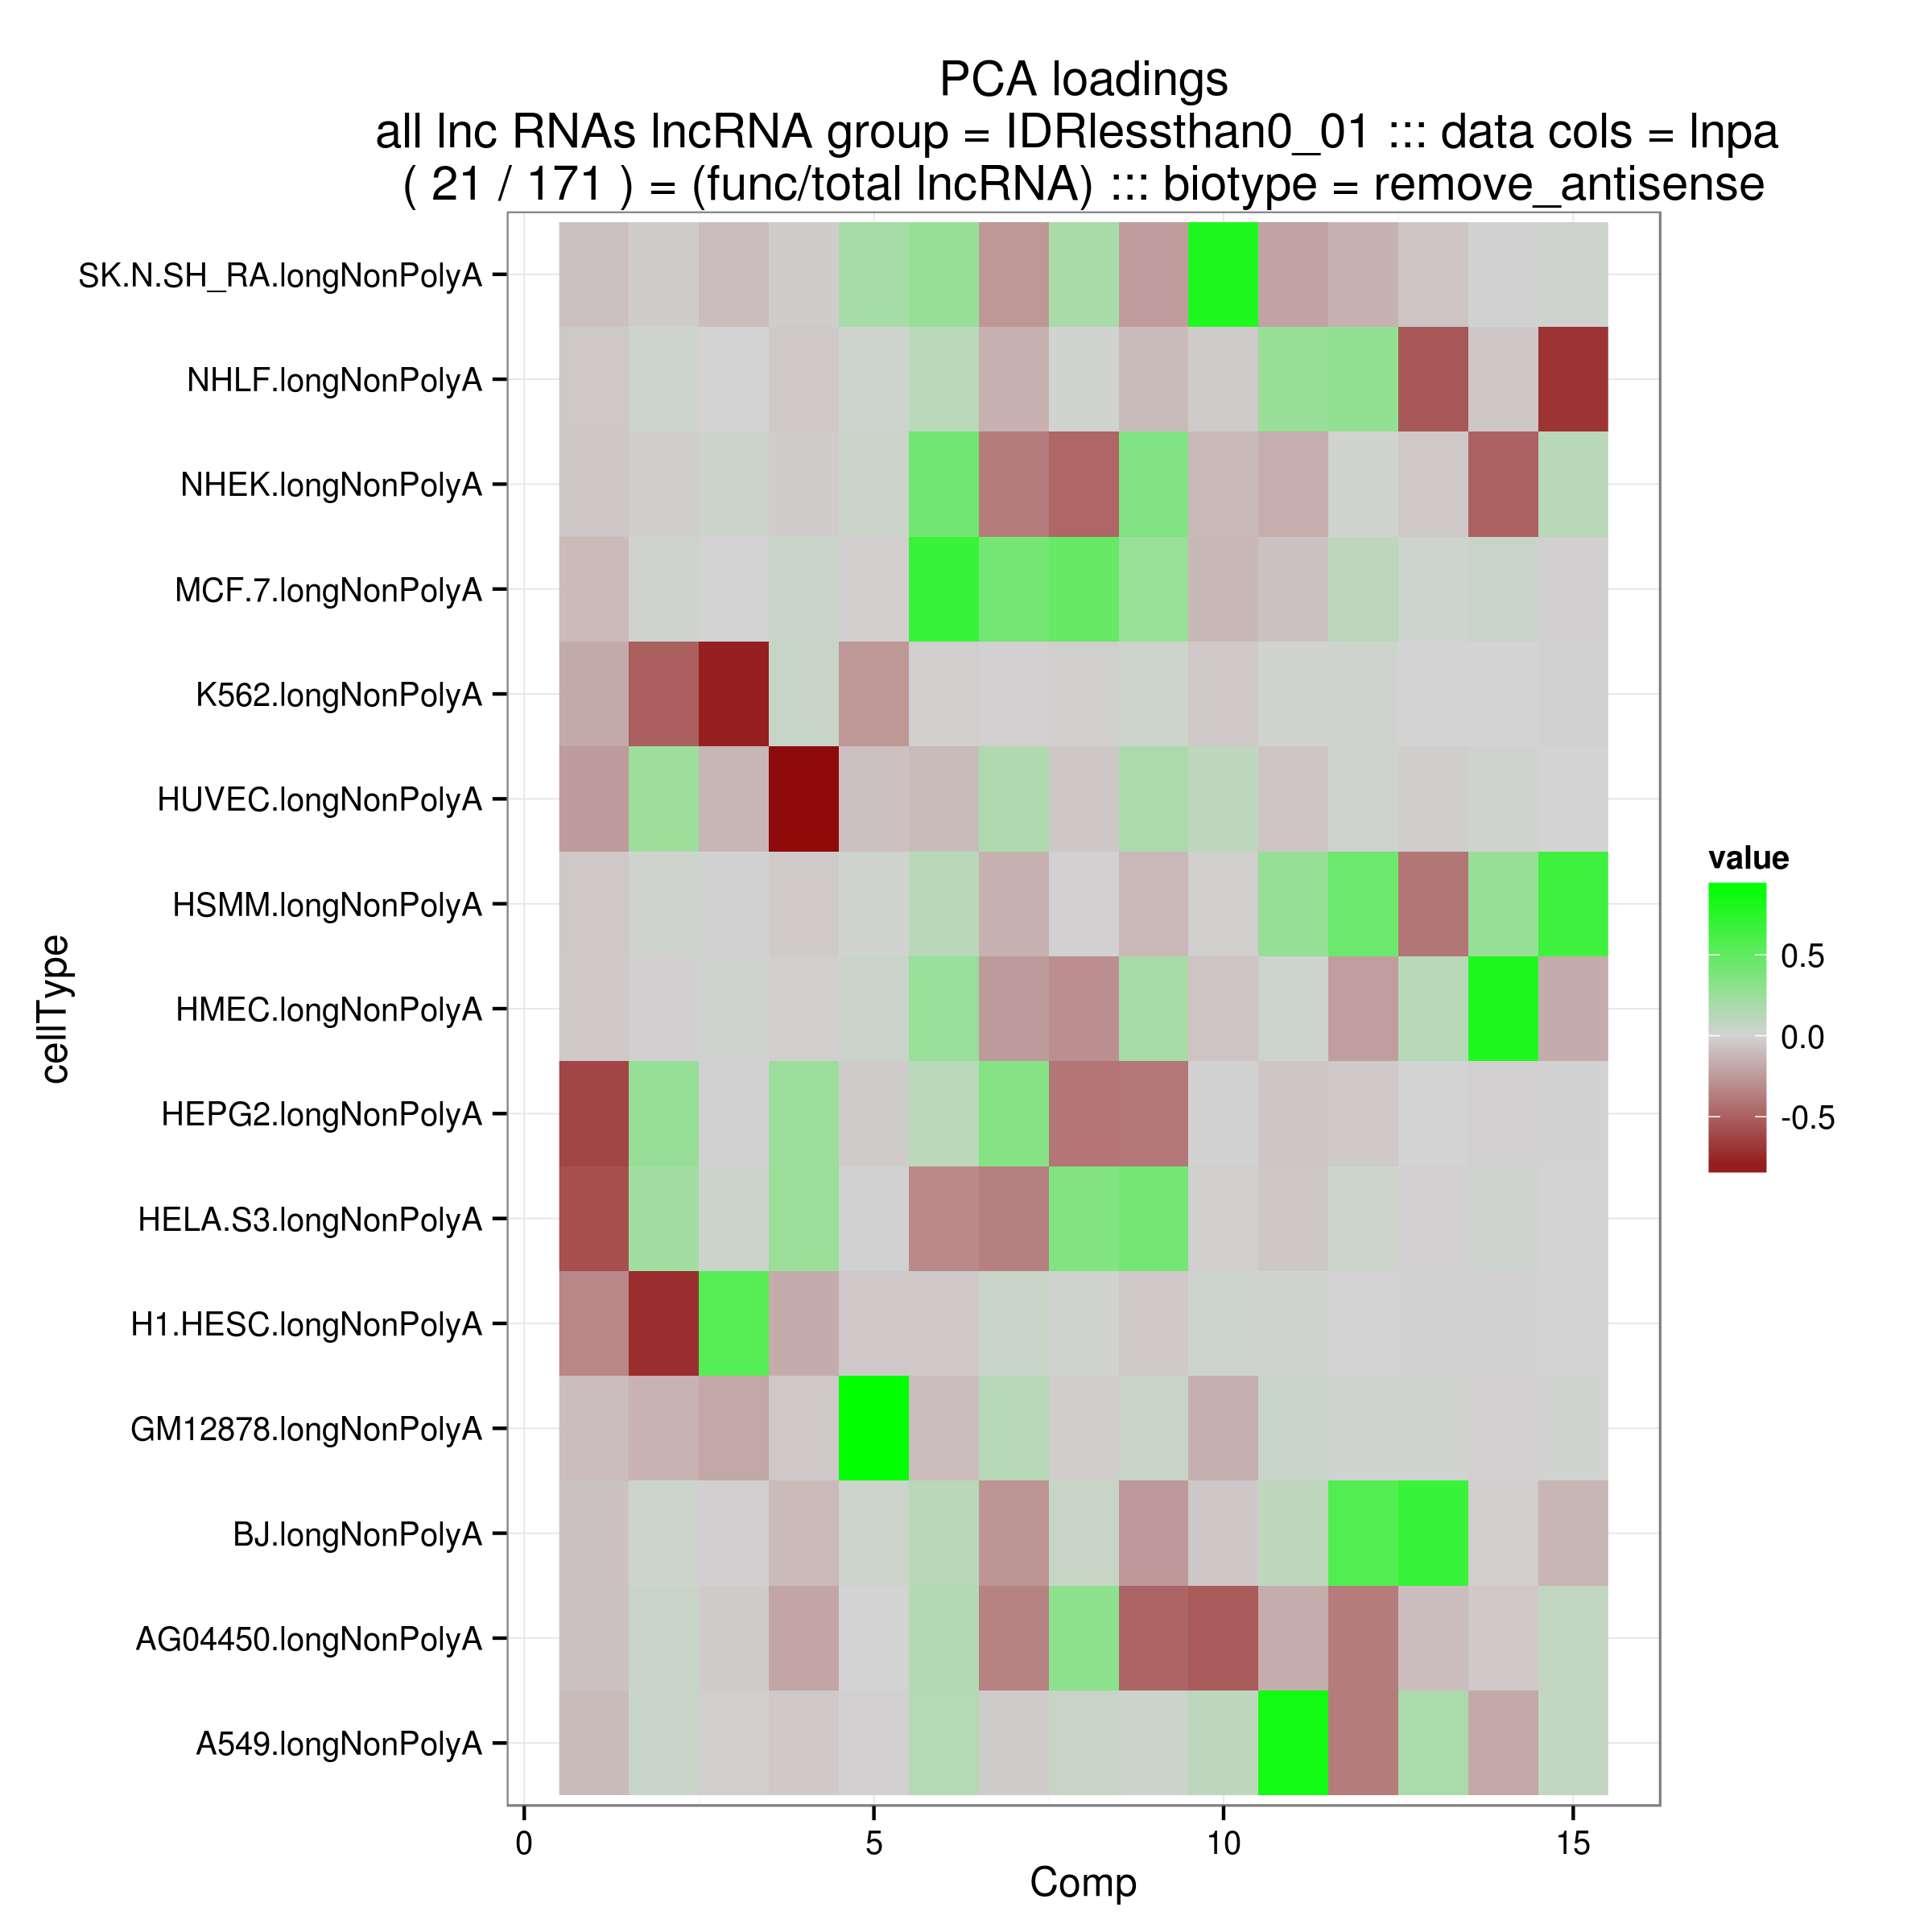 PCA loadings
all lnc RNAs lncRNA group = IDRlessthan0_01 ::: data cols = lnpa
( 21 / 171 ) = (func/total lncRNA) ::: biotype = remove_antisense
SK.N.SH_RA.longNonPolyA
NHLF.longNonPolyA
NHEK.longNonPolyA
MCF.7.longNonPolyA
K562.longNonPolyA
HUVEC.longNonPolyA
HSMM.longNonPolyA
HMEC.longNonPolyA
HEPG2.longNonPolyA
HELA.S3.longNonPolyA
H1.HESC.longNonPolyA
GM12878.longNonPolyA
BJ.longNonPolyA
AG04450.longNonPolyA
A549.longNonPolyA
cellType
0 5 10 15
Comp
value
0.5
0.0
-0.5